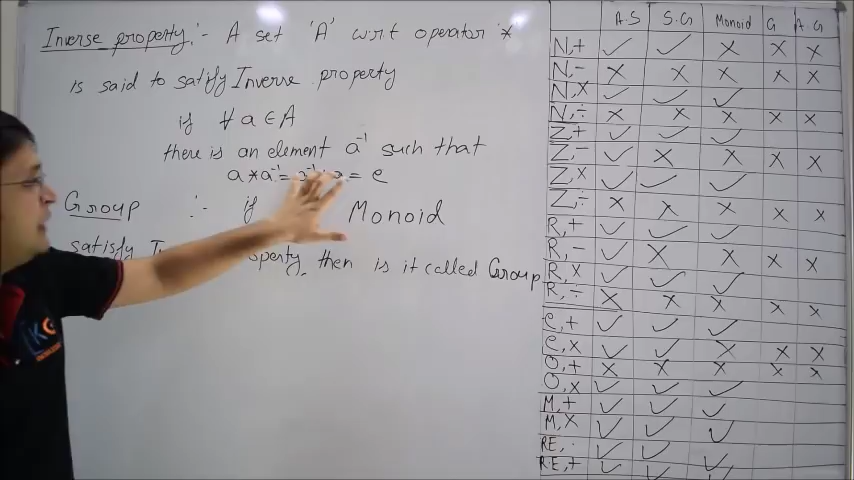 Inverse property :- A set 'A' w.r.t operator *
is said to satisfy Inverse property
if ∀ a ∈ A
there is an element a⁻¹ such that
a * a⁻¹ = = e
Group :- if Monoid
satisfy then is it called Group
A.S S.G Monoid G A.G
N,+ ✓ ✓ × × ×
N,- × × × × ×
N,× ✓ ✓ ✓
N,÷ × × × × ×
Z,+ ✓ ✓ ✓
Z,- ✓ × × × ×
Z,× ✓ ✓ ✓
Z,÷ × × × × ×
R,+ ✓ ✓ ✓
R,- ✓ × × × ×
R,× ✓ ✓ ✓
R,÷ × × × × ×
e,+ ✓ ✓ ✓
e,× ✓ ✓ × × ×
O,+ × × × × ×
O,× ✓ ✓ ✓
M,+ ✓ ✓ ✓
M,× ✓ ✓ ✓
RE,· ✓ ✓ ✓
R.E,+ ✓ ✓ ✓
KG